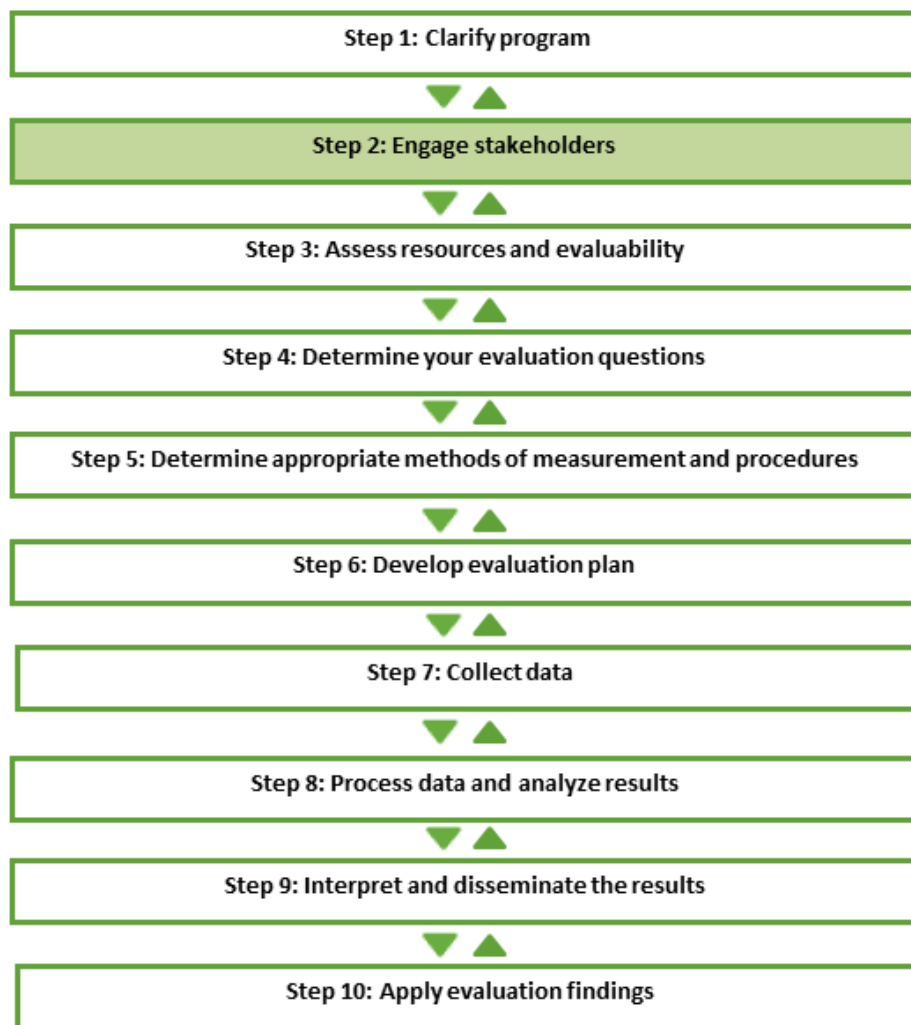 Step 1: Clarify program
Step 2: Engage stakeholders
Step 3: Assess resources and evaluability
Step 4: Determine your evaluation questions
Step 5: Determine appropriate methods of measurement and procedures
Step 6: Develop evaluation plan
Step 7: Collect data
Step 8: Process data and analyze results
Step 9: Interpret and disseminate the results
Step 10: Apply evaluation findings